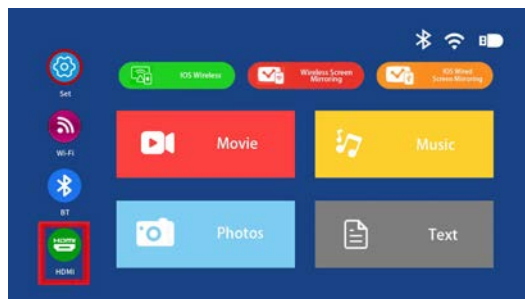 IOS Wireless
Wireless Screen
Mirroring
IOS Wired
Screen Mirroring
Set
Wi-Fi
BT
HDMI
HDMI
Movie
Music
Photos
Text